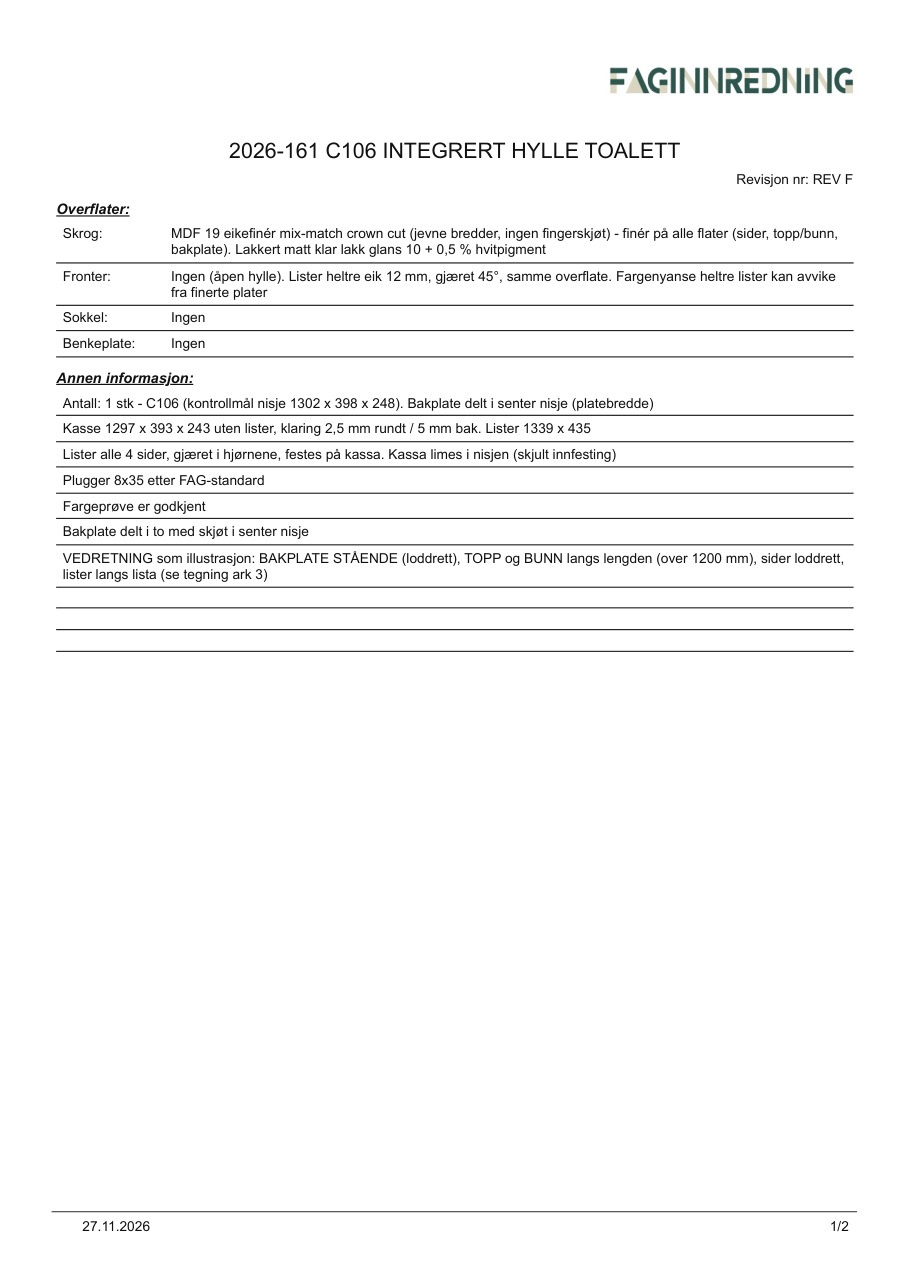 FAGINNREDNING
2026-161 C106 INTEGRERT HYLLE TOALETT
Revisjon nr: REV F
Overflater:
Skrog: MDF 19 eikefinér mix-match crown cut (jevne bredder, ingen fingerskjøt) - finér på alle flater (sider, topp/bunn,
bakplate). Lakkert matt klar lakk glans 10 + 0,5 % hvitpigment
Fronter: Ingen (åpen hylle). Lister heltre eik 12 mm, gjæret 45°, samme overflate. Fargenyanse heltre lister kan avvike
fra finerte plater
Sokkel: Ingen
Benkeplate: Ingen
Annen informasjon:
Antall: 1 stk - C106 (kontrollmål nisje 1302 x 398 x 248). Bakplate delt i senter nisje (platebredde)
Kasse 1297 x 393 x 243 uten lister, klaring 2,5 mm rundt / 5 mm bak. Lister 1339 x 435
Lister alle 4 sider, gjæret i hjørnene, festes på kassa. Kassa limes i nisjen (skjult innfesting)
Plugger 8x35 etter FAG-standard
Fargeprøve er godkjent
Bakplate delt i to med skjøt i senter nisje
VEDRETNING som illustrasjon: BAKPLATE STÅENDE (loddrett), TOPP og BUNN langs lengden (over 1200 mm), sider loddrett,
lister langs lista (se tegning ark 3)
27.11.2026
1/2